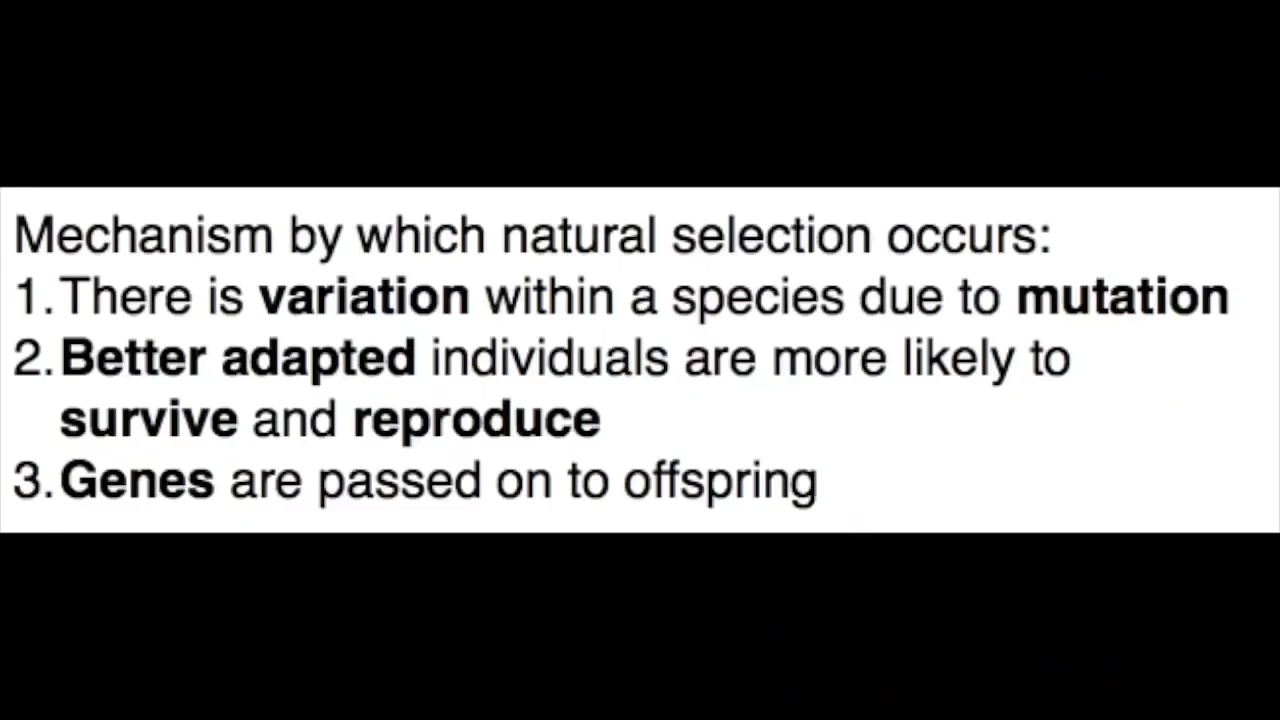 Mechanism by which natural selection occurs:
1. There is variation within a species due to mutation
2. Better adapted individuals are more likely to
survive and reproduce
3. Genes are passed on to offspring